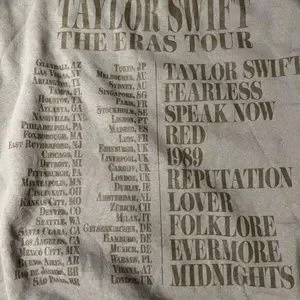 TAYLOR SWIFT
THE ERAS TOUR
GLENDALE, AZ
LAS VEGAS, NV
ARLINGTON, TX
TAMPA, FL
HOUSTON, TX
ATLANTA, GA
NASHVILLE, TN
PHILADELPHIA, PA
FOXBOROUGH, MA
EAST RUTHERFORD, NJ
CHICAGO, IL
DETROIT, MI
PITTSBURGH, PA
MINNEAPOLIS, MN
CINCINNATI, OH
KANSAS CITY, MO
DENVER, CO
SEATTLE, WA
SANTA CLARA, CA
LOS ANGELES, CA
MEXICO CITY, MX
BUENOS AIRES, AR
RIO DE JANEIRO, BR
SÃO PAULO, BR
TOKYO, JP
MELBOURNE, AU
SYDNEY, AU
SINGAPORE, SG
PARIS, FR
STOCKHOLM, SE
LISBON, PT
MADRID, ES
LYON, FR
EDINBURGH, UK
LIVERPOOL, UK
CARDIFF, UK
LONDON, UK
DUBLIN, IE
AMSTERDAM, NL
ZÜRICH, CH
MILAN, IT
GELSENKIRCHEN, DE
HAMBURG, DE
MUNICH, DE
WARSAW, PL
VIENNA, AT
LONDON, UK
TAYLOR SWIFT
FEARLESS
SPEAK NOW
RED
1989
REPUTATION
LOVER
FOLKLORE
EVERMORE
MIDNIGHTS